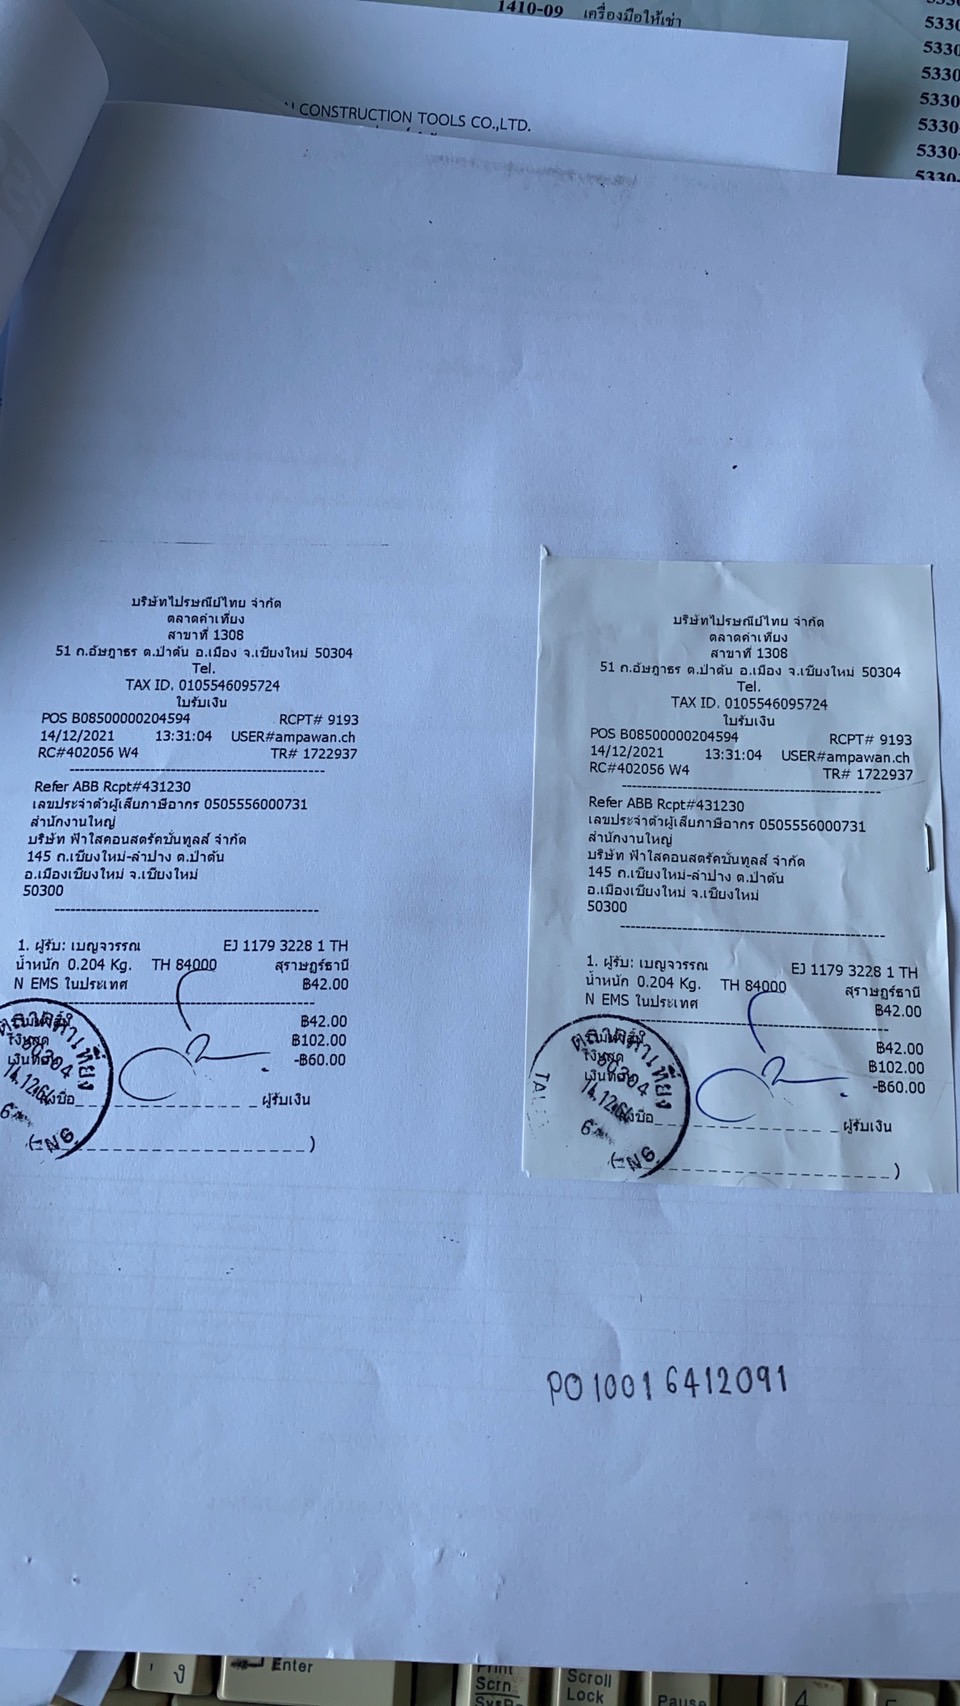 1410-09 เครื่องมือให้เช่า
5330
5330
5330
5330
5330-
5330-
5330-
CONSTRUCTION TOOLS CO.,LTD.
บริษัทไปรษณีย์ไทย จำกัด
ตลาดคำเที่ยง
สาขาที่ 1308
51 ถ.อัษฎาธร ต.ป่าตัน อ.เมือง จ.เชียงใหม่ 50304
Tel.
TAX ID. 0105546095724
ใบรับเงิน
POS B08500000204594 RCPT# 9193
14/12/2021 13:31:04 USER#ampawan.ch
RC#402056 W4 TR# 1722937
Refer ABB Rcpt#431230
เลขประจำตัวผู้เสียภาษีอากร 0505556000731
สำนักงานใหญ่
บริษัท ฟ้าใสคอนสตรัคชั่นทูลส์ จำกัด
145 ถ.เชียงใหม่-ลำปาง ต.ป่าตัน
อ.เมืองเชียงใหม่ จ.เชียงใหม่
50300
1. ผู้รับ: เบญจวรรณ EJ 1179 3228 1 TH
น้ำหนัก 0.204 Kg. TH 84000 สุราษฎร์ธานี
N EMS ในประเทศ ฿42.00
฿42.00
฿102.00
-฿60.00
ลงชื่อ ผู้รับเงิน
)
ตลาดคำเที่ยง
50304
14.12.64
บริษัทไปรษณีย์ไทย จำกัด
ตลาดคำเที่ยง
สาขาที่ 1308
51 ถ.อัษฎาธร ต.ป่าตัน อ.เมือง จ.เชียงใหม่ 50304
Tel.
TAX ID. 0105546095724
ใบรับเงิน
POS B08500000204594 RCPT# 9193
14/12/2021 13:31:04 USER#ampawan.ch
RC#402056 W4 TR# 1722937
Refer ABB Rcpt#431230
เลขประจำตัวผู้เสียภาษีอากร 0505556000731
สำนักงานใหญ่
บริษัท ฟ้าใสคอนสตรัคชั่นทูลส์ จำกัด
145 ถ.เชียงใหม่-ลำปาง ต.ป่าตัน
อ.เมืองเชียงใหม่ จ.เชียงใหม่
50300
1. ผู้รับ: เบญจวรรณ EJ 1179 3228 1 TH
น้ำหนัก 0.204 Kg. TH 84000 สุราษฎร์ธานี
N EMS ในประเทศ ฿42.00
฿42.00
฿102.00
-฿60.00
ลงชื่อ ผู้รับเงิน
)
ตลาดคำเที่ยง
50304
14.12.64
PO10016412091
Enter
Print
Scrn
SysRq
Scroll
Lock
Pause